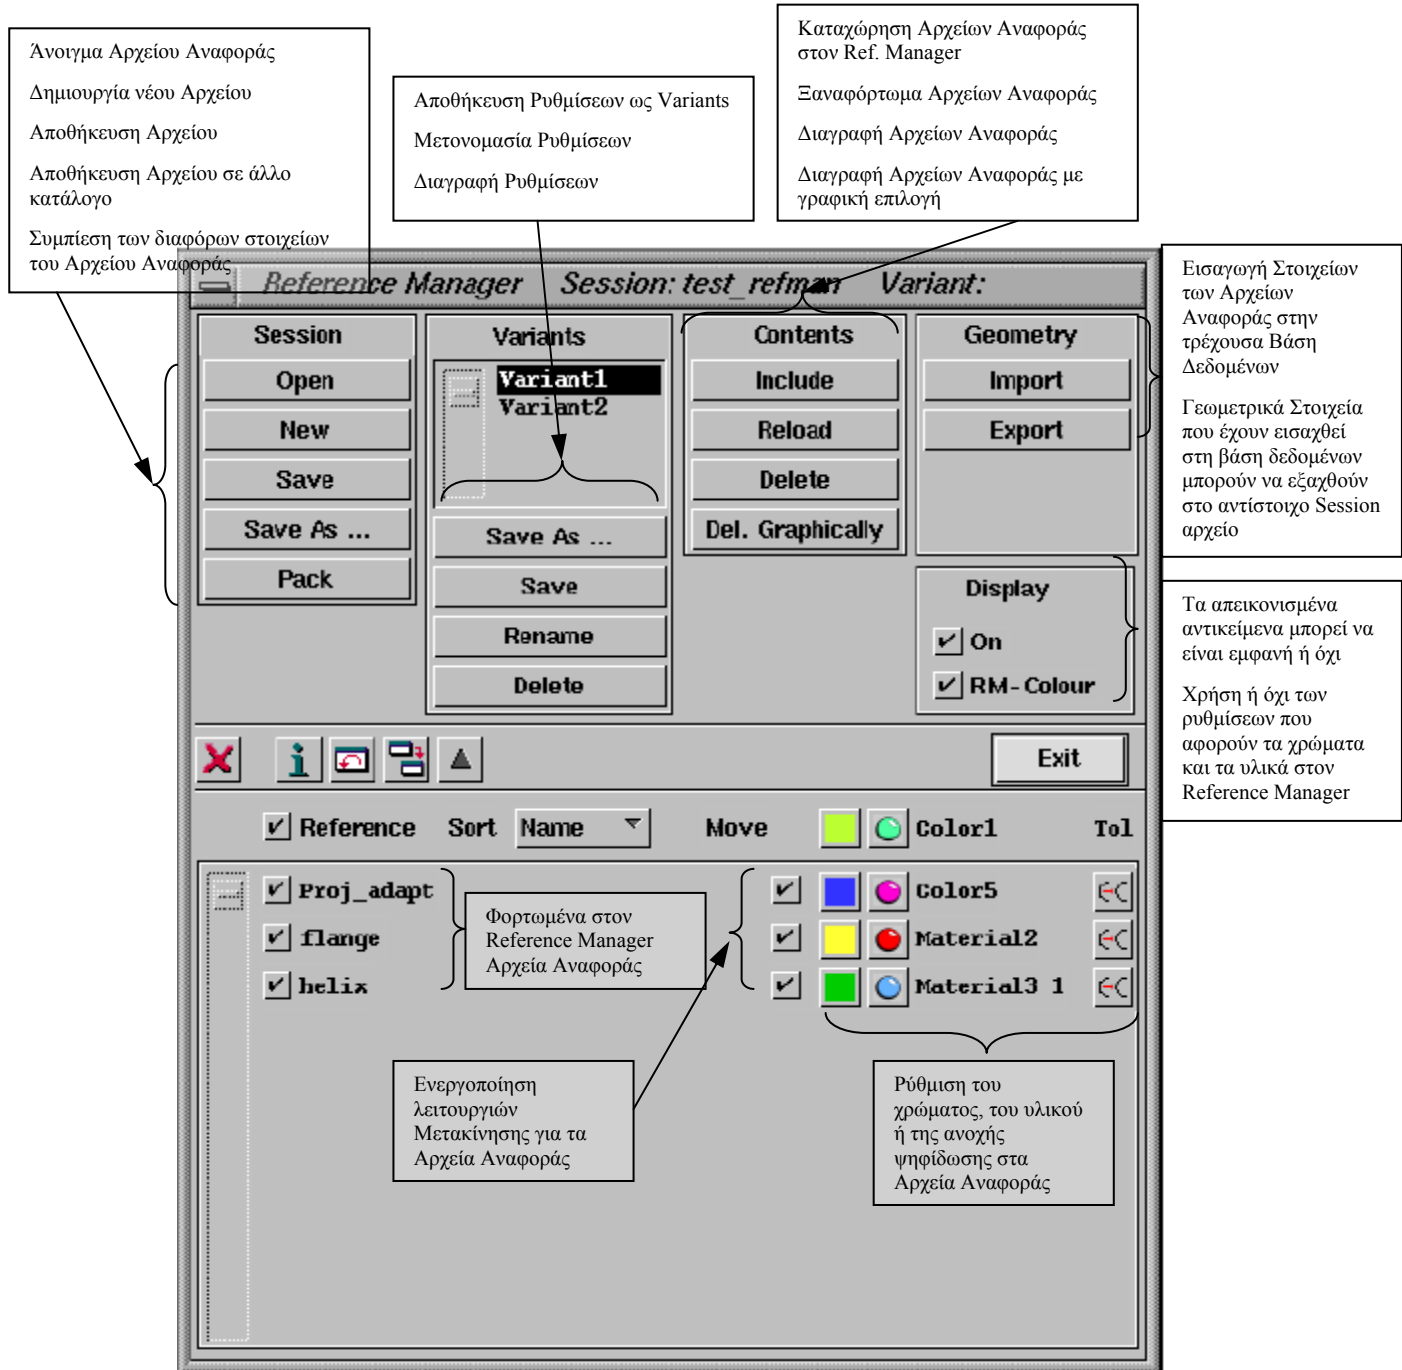 Άνοιγμα Αρχείου Αναφοράς
Δημιουργία νέου Αρχείου
Αποθήκευση Αρχείου
Αποθήκευση Αρχείου σε άλλο
κατάλογο
Συμπίεση των διαφόρων στοιχείων
του Αρχείου Αναφοράς
Αποθήκευση Ρυθμίσεων ως Variants
Μετονομασία Ρυθμίσεων
Διαγραφή Ρυθμίσεων
Καταχώρηση Αρχείων Αναφοράς
στον Ref. Manager
Ξαναφόρτωμα Αρχείων Αναφοράς
Διαγραφή Αρχείων Αναφοράς
Διαγραφή Αρχείων Αναφοράς με
γραφική επιλογή
Εισαγωγή Στοιχείων
των Αρχείων
Αναφοράς στην
τρέχουσα Βάση
Δεδομένων
Γεωμετρικά Στοιχεία
που έχουν εισαχθεί
στη βάση δεδομένων
μπορούν να εξαχθούν
στο αντίστοιχο Session
αρχείο
Τα απεικονισμένα
αντικείμενα μπορεί να
είναι εμφανή ή όχι
Χρήση ή όχι των
ρυθμίσεων που
αφορούν τα χρώματα
και τα υλικά στον
Reference Manager
Reference Manager Session: test_refman Variant:
Session
Open
New
Save
Save As ...
Pack
Variants
Variant1
Variant2
Save As ...
Save
Rename
Delete
Contents
Include
Reload
Delete
Del. Graphically
Geometry
Import
Export
Display
On
RM-Colour
Exit
Reference Sort Name Move Color1 Tol
Proj_adapt Color5
flange Material2
helix Material3 1
Φορτωμένα στον
Reference Manager
Αρχεία Αναφοράς
Ενεργοποίηση
λειτουργιών
Μετακίνησης για τα
Αρχεία Αναφοράς
Ρύθμιση του
χρώματος, του υλικού
ή της ανοχής
ψηφίδωσης στα
Αρχεία Αναφοράς